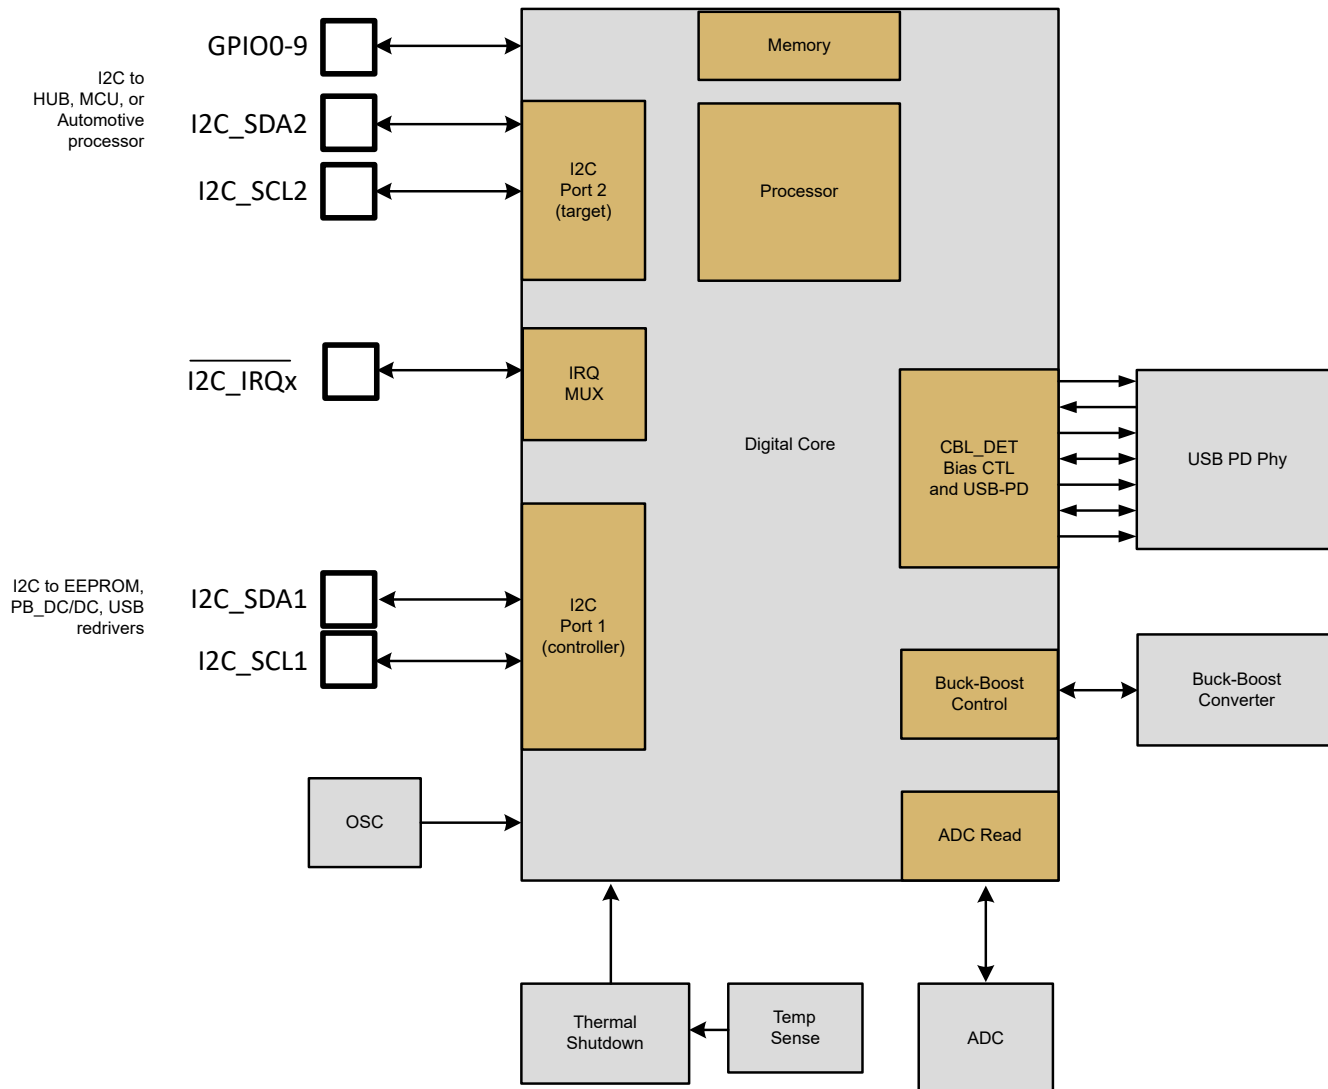 GPIO0-9
I2C to
HUB, MCU, or
Automotive
processor
I2C_SDA2
I2C_SCL2
I2C_IRQx
I2C to EEPROM,
PB_DC/DC, USB
redrivers
I2C_SDA1
I2C_SCL1
OSC
Memory
Processor
I2C
Port 2
(target)
IRQ
MUX
Digital Core
I2C
Port 1
(controller)
CBL_DET
Bias CTL
and USB-PD
USB PD Phy
Buck-Boost
Control
Buck-Boost
Converter
ADC Read
Thermal
Shutdown
Temp
Sense
ADC